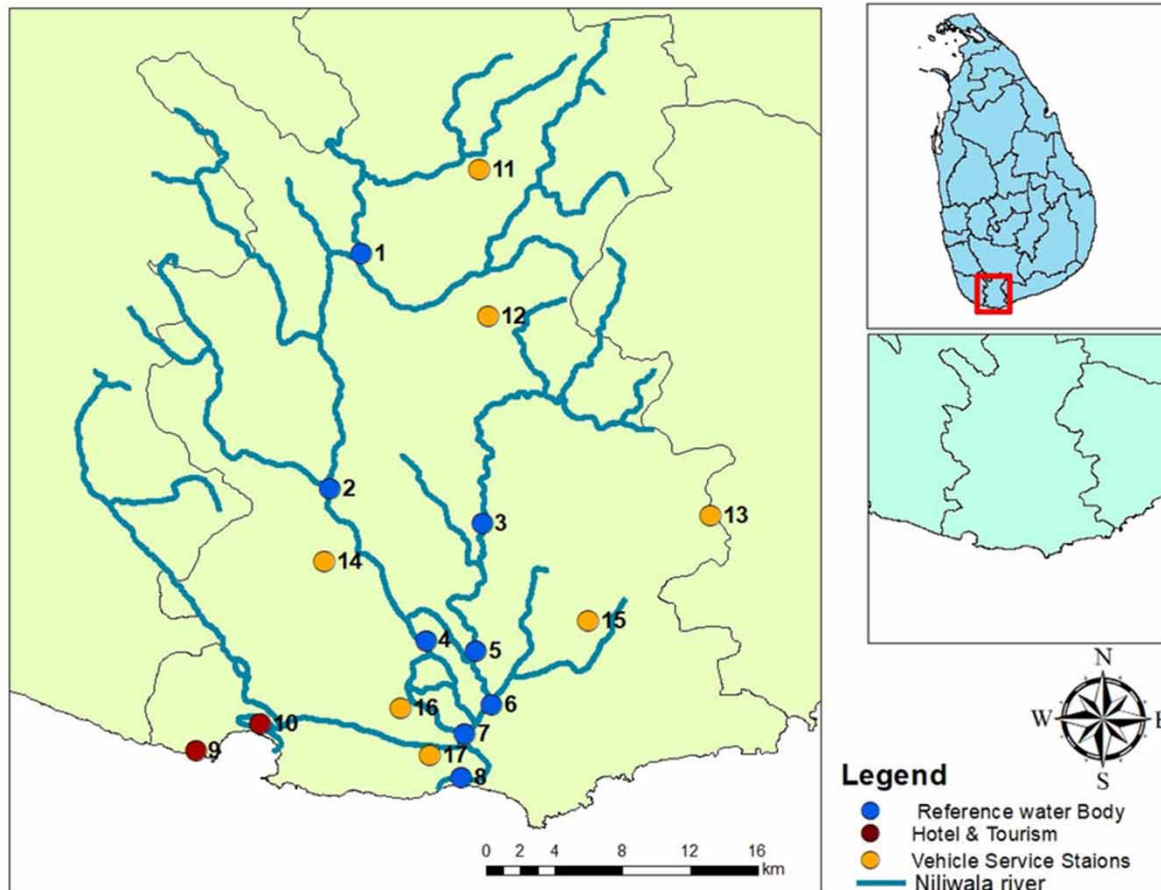 11
1
12
2
3
13
14
15
4
5
16
6
7
10
9
17
8
0 2 4 8 12 16
km
N
W E
S
Legend
Reference water Body
Hotel & Tourism
Vehicle Service Staions
Niliwala river